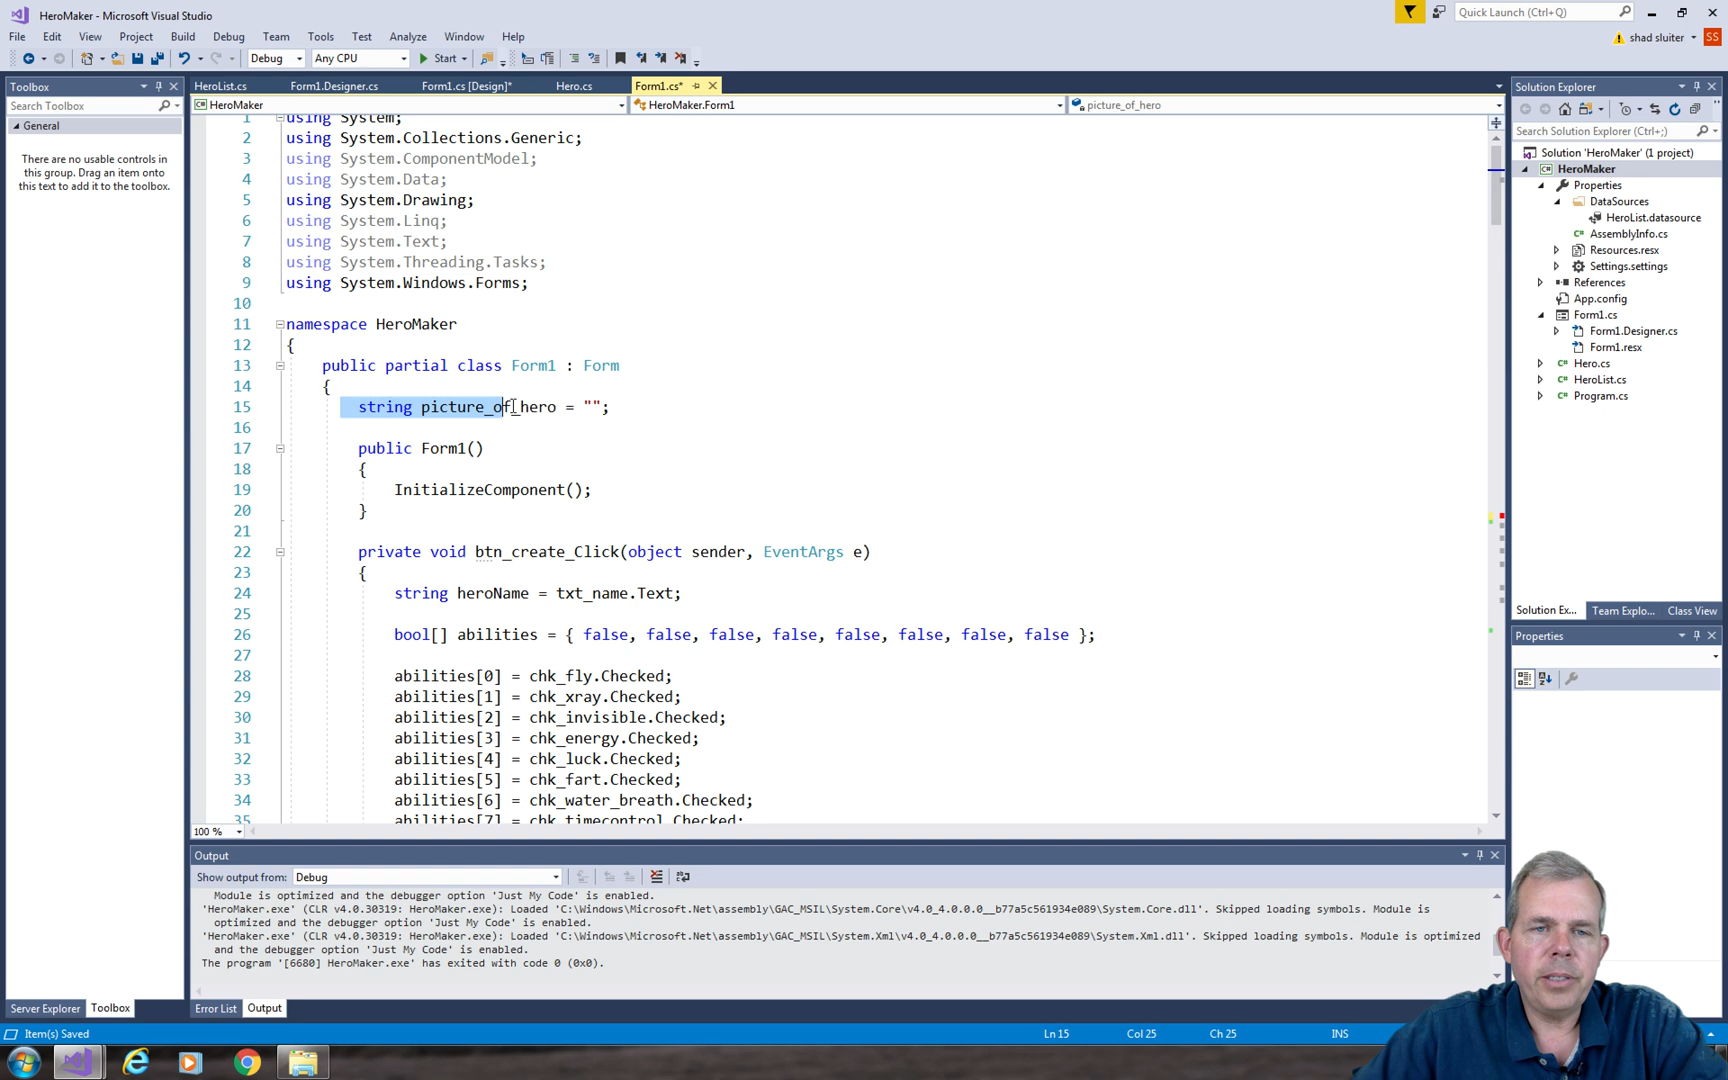 HeroMaker - Microsoft Visual Studio
Quick Launch (Ctrl+Q)
File Edit View Project Build Debug Team Tools Test Analyze Window Help
shad sluiter SS
Debug Any CPU Start
Toolbox
Search Toolbox
General
There are no usable controls in
this group. Drag an item onto
this text to add it to the toolbox.
HeroList.cs Form1.Designer.cs Form1.cs [Design]* Hero.cs Form1.cs*
HeroMaker HeroMaker.Form1 picture_of_hero
1 using System;
2 using System.Collections.Generic;
3 using System.ComponentModel;
4 using System.Data;
5 using System.Drawing;
6 using System.Linq;
7 using System.Text;
8 using System.Threading.Tasks;
9 using System.Windows.Forms;
10
11 namespace HeroMaker
12 {
13 public partial class Form1 : Form
14 {
15 string picture_of_hero = "";
16
17 public Form1()
18 {
19 InitializeComponent();
20 }
21
22 private void btn_create_Click(object sender, EventArgs e)
23 {
24 string heroName = txt_name.Text;
25
26 bool[] abilities = { false, false, false, false, false, false, false, false };
27
28 abilities[0] = chk_fly.Checked;
29 abilities[1] = chk_xray.Checked;
30 abilities[2] = chk_invisible.Checked;
31 abilities[3] = chk_energy.Checked;
32 abilities[4] = chk_luck.Checked;
33 abilities[5] = chk_fart.Checked;
34 abilities[6] = chk_water_breath.Checked;
35 abilities[7] = chk_timecontrol.Checked;
100 %
Output
Show output from: Debug
Module is optimized and the debugger option 'Just My Code' is enabled.
'HeroMaker.exe' (CLR v4.0.30319: HeroMaker.exe): Loaded 'C:\Windows\Microsoft.Net\assembly\GAC_MSIL\System.Core\v4.0_4.0.0.0__b77a5c561934e089\System.Core.dll'. Skipped loading symbols. Module is
optimized and the debugger option 'Just My Code' is enabled.
'HeroMaker.exe' (CLR v4.0.30319: HeroMaker.exe): Loaded 'C:\Windows\Microsoft.Net\assembly\GAC_MSIL\System.Xml\v4.0_4.0.0.0__b77a5c561934e089\System.Xml.dll'. Skipped loading symbols. Module is optimized
and the debugger option 'Just My Code' is enabled.
The program '[6680] HeroMaker.exe' has exited with code 0 (0x0).
Server Explorer Toolbox
Error List Output
Solution Explorer
Search Solution Explorer (Ctrl+;)
Solution 'HeroMaker' (1 project)
HeroMaker
Properties
DataSources
HeroList.datasource
AssemblyInfo.cs
Resources.resx
Settings.settings
References
App.config
Form1.cs
Form1.Designer.cs
Form1.resx
Hero.cs
HeroList.cs
Program.cs
Solution Ex... Team Explo... Class View
Properties
Item(s) Saved Ln 15 Col 25 Ch 25 INS